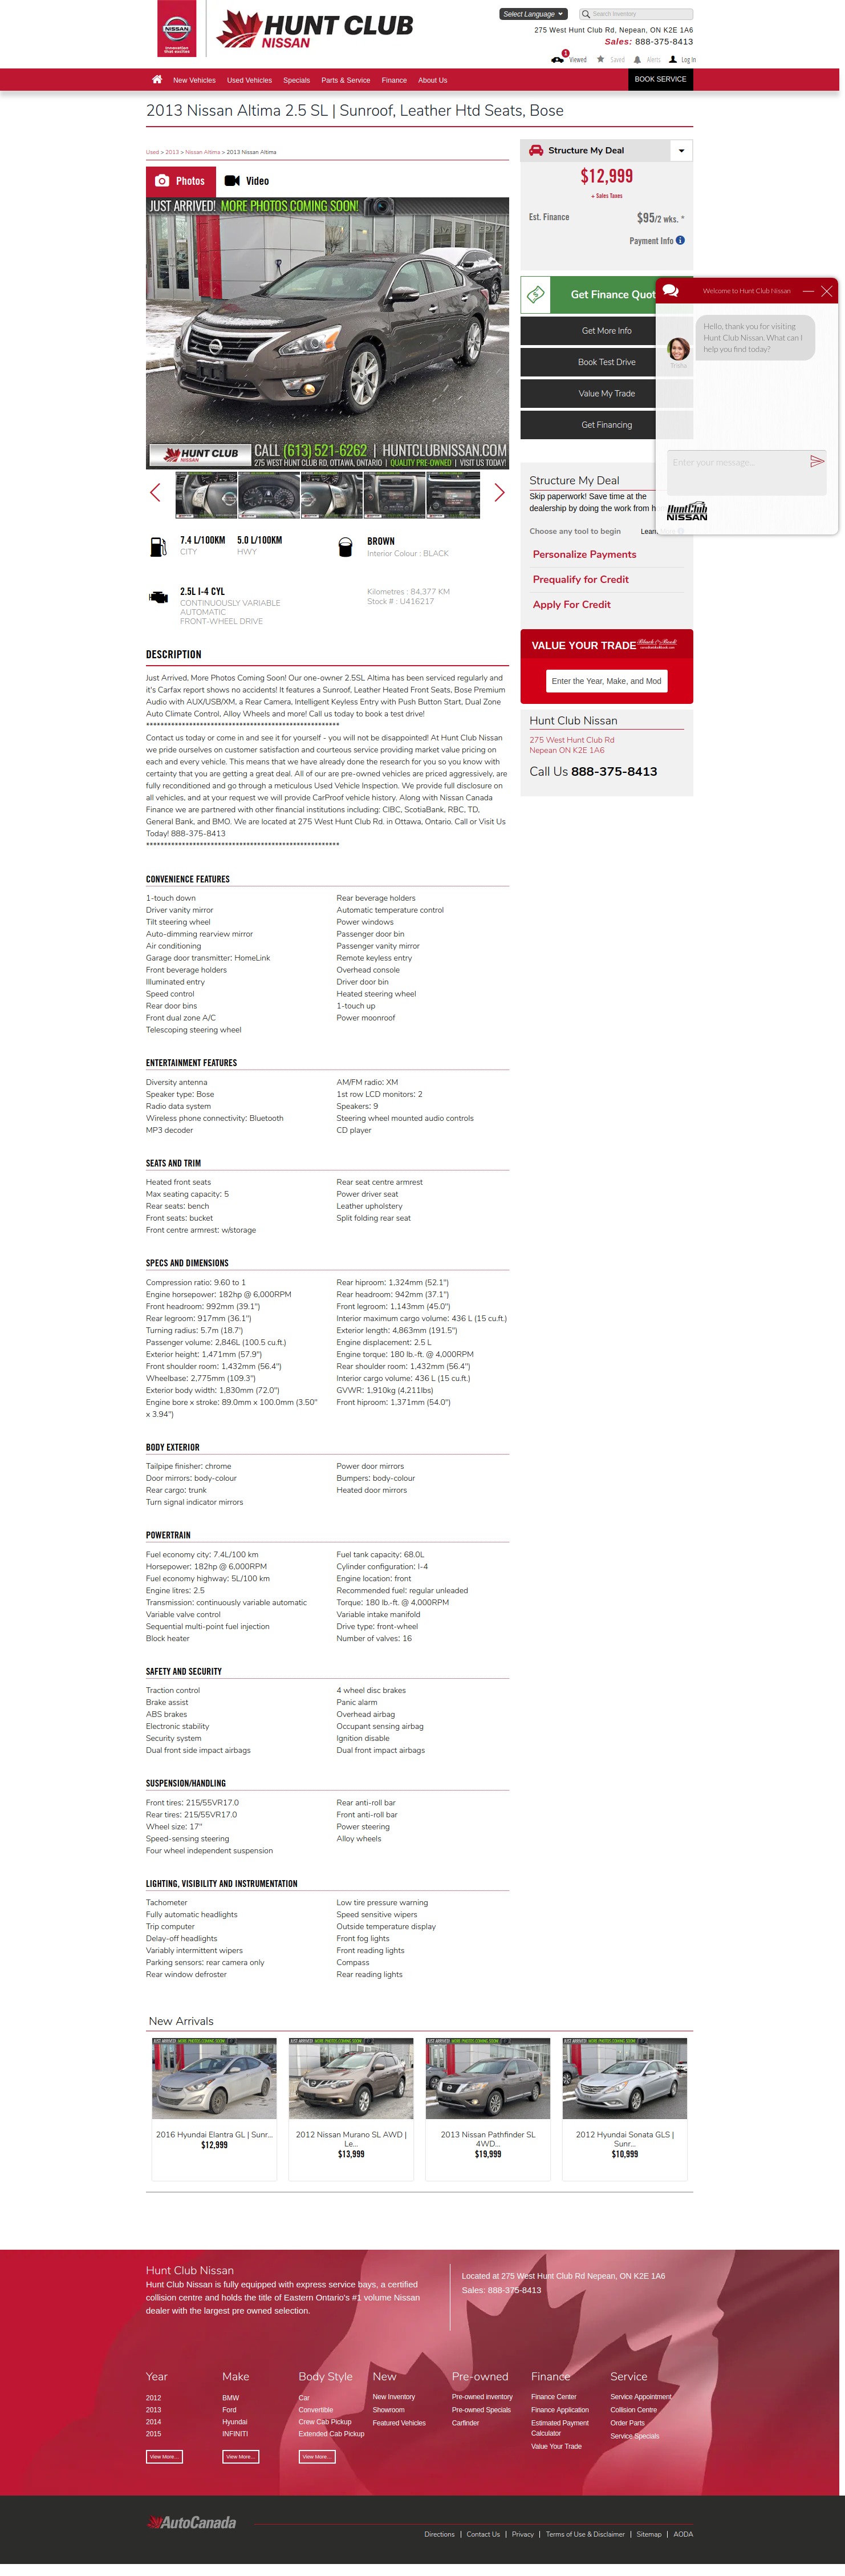 Select Language
Search Inventory
NISSAN
Innovation that excites
HUNT CLUB
NISSAN
275 West Hunt Club Rd, Nepean, ON K2E 1A6
Sales: 888-375-8413
1
Viewed
Saved
Alerts
Log In
New Vehicles
Used Vehicles
Specials
Parts & Service
Finance
About Us
BOOK SERVICE
2013 Nissan Altima 2.5 SL | Sunroof, Leather Htd Seats, Bose
Used > 2013 > Nissan Altima > 2013 Nissan Altima
Photos
Video
JUST ARRIVED! MORE PHOTOS COMING SOON!
HUNT CLUB
NISSAN
CALL (613) 521-6262 | HUNTCLUBNISSAN.COM
275 WEST HUNT CLUB RD, OTTAWA, ONTARIO | QUALITY PRE-OWNED | VISIT US TODAY!
7.4 L/100KM
CITY
5.0 L/100KM
HWY
BROWN
Interior Colour : BLACK
2.5L I-4 CYL
CONTINUOUSLY VARIABLE
AUTOMATIC
FRONT-WHEEL DRIVE
Kilometres : 84,377 KM
Stock # : U416217
Structure My Deal
$12,999
+ Sales Taxes
Est. Finance
$95/2 wks. *
Payment Info
Get Finance Quot
Get More Info
Book Test Drive
Value My Trade
Get Financing
Welcome to Hunt Club Nissan
Hello, thank you for visiting
Hunt Club Nissan. What can I
help you find today?
Trisha
Enter your message...
HuntClub
NISSAN
Structure My Deal
Skip paperwork! Save time at the
dealership by doing the work from h
Choose any tool to begin
Learn
Personalize Payments
Prequalify for Credit
Apply For Credit
VALUE YOUR TRADE
Black Book
Enter the Year, Make, and Mod
Hunt Club Nissan
275 West Hunt Club Rd
Nepean ON K2E 1A6
Call Us 888-375-8413
DESCRIPTION
Just Arrived, More Photos Coming Soon! Our one-owner 2.5SL Altima has been serviced regularly and
it's Carfax report shows no accidents! It features a Sunroof, Leather Heated Front Seats, Bose Premium
Audio with AUX/USB/XM, a Rear Camera, Intelligent Keyless Entry with Push Button Start, Dual Zone
Auto Climate Control, Alloy Wheels and more! Call us today to book a test drive!
******************************************************
Contact us today or come in and see it for yourself - you will not be disappointed! At Hunt Club Nissan
we pride ourselves on customer satisfaction and courteous service providing market value pricing on
each and every vehicle. This means that we have already done the research for you so you know with
certainty that you are getting a great deal. All of our are pre-owned vehicles are priced aggressively, are
fully reconditioned and go through a meticulous Used Vehicle Inspection. We provide full disclosure on
all vehicles, and at your request we will provide CarProof vehicle history. Along with Nissan Canada
Finance we are partnered with other financial institutions including: CIBC, ScotiaBank, RBC, TD,
General Bank, and BMO. We are located at 275 West Hunt Club Rd. in Ottawa, Ontario. Call or Visit Us
Today! 888-375-8413
******************************************************
CONVENIENCE FEATURES
1-touch down
Driver vanity mirror
Tilt steering wheel
Auto-dimming rearview mirror
Air conditioning
Garage door transmitter: HomeLink
Front beverage holders
Illuminated entry
Speed control
Rear door bins
Front dual zone A/C
Telescoping steering wheel
Rear beverage holders
Automatic temperature control
Power windows
Passenger door bin
Passenger vanity mirror
Remote keyless entry
Overhead console
Driver door bin
Heated steering wheel
1-touch up
Power moonroof
ENTERTAINMENT FEATURES
Diversity antenna
Speaker type: Bose
Radio data system
Wireless phone connectivity: Bluetooth
MP3 decoder
AM/FM radio: XM
1st row LCD monitors: 2
Speakers: 9
Steering wheel mounted audio controls
CD player
SEATS AND TRIM
Heated front seats
Max seating capacity: 5
Rear seats: bench
Front seats: bucket
Front centre armrest: w/storage
Rear seat centre armrest
Power driver seat
Leather upholstery
Split folding rear seat
SPECS AND DIMENSIONS
Compression ratio: 9.60 to 1
Engine horsepower: 182hp @ 6,000RPM
Front headroom: 992mm (39.1")
Rear legroom: 917mm (36.1")
Turning radius: 5.7m (18.7')
Passenger volume: 2,846L (100.5 cu.ft.)
Exterior height: 1,471mm (57.9")
Front shoulder room: 1,432mm (56.4")
Wheelbase: 2,775mm (109.3")
Exterior body width: 1,830mm (72.0")
Engine bore x stroke: 89.0mm x 100.0mm (3.50"
x 3.94")
Rear hiproom: 1,324mm (52.1")
Rear headroom: 942mm (37.1")
Front legroom: 1,143mm (45.0")
Interior maximum cargo volume: 436 L (15 cu.ft.)
Exterior length: 4,863mm (191.5")
Engine displacement: 2.5 L
Engine torque: 180 lb.-ft. @ 4,000RPM
Rear shoulder room: 1,432mm (56.4")
Interior cargo volume: 436 L (15 cu.ft.)
GVWR: 1,910kg (4,211lbs)
Front hiproom: 1,371mm (54.0")
BODY EXTERIOR
Tailpipe finisher: chrome
Door mirrors: body-colour
Rear cargo: trunk
Turn signal indicator mirrors
Power door mirrors
Bumpers: body-colour
Heated door mirrors
POWERTRAIN
Fuel economy city: 7.4L/100 km
Horsepower: 182hp @ 6,000RPM
Fuel economy highway: 5L/100 km
Engine litres: 2.5
Transmission: continuously variable automatic
Variable valve control
Sequential multi-point fuel injection
Block heater
Fuel tank capacity: 68.0L
Cylinder configuration: I-4
Engine location: front
Recommended fuel: regular unleaded
Torque: 180 lb.-ft. @ 4,000RPM
Variable intake manifold
Drive type: front-wheel
Number of valves: 16
SAFETY AND SECURITY
Traction control
Brake assist
ABS brakes
Electronic stability
Security system
Dual front side impact airbags
4 wheel disc brakes
Panic alarm
Overhead airbag
Occupant sensing airbag
Ignition disable
Dual front impact airbags
SUSPENSION/HANDLING
Front tires: 215/55VR17.0
Rear tires: 215/55VR17.0
Wheel size: 17"
Speed-sensing steering
Four wheel independent suspension
Rear anti-roll bar
Front anti-roll bar
Power steering
Alloy wheels
LIGHTING, VISIBILITY AND INSTRUMENTATION
Tachometer
Fully automatic headlights
Trip computer
Delay-off headlights
Variably intermittent wipers
Parking sensors: rear camera only
Rear window defroster
Low tire pressure warning
Speed sensitive wipers
Outside temperature display
Front fog lights
Front reading lights
Compass
Rear reading lights
New Arrivals
JUST ARRIVED! MORE PHOTOS COMING SOON!
JUST ARRIVED! MORE PHOTOS COMING SOON!
JUST ARRIVED! MORE PHOTOS COMING SOON!
JUST ARRIVED! MORE PHOTOS COMING SOON!
2016 Hyundai Elantra GL | Sunr...
$12,999
2012 Nissan Murano SL AWD |
Le...
$13,999
2013 Nissan Pathfinder SL
4WD...
$19,999
2012 Hyundai Sonata GLS |
Sunr...
$10,999
Hunt Club Nissan
Hunt Club Nissan is fully equipped with express service bays, a certified
collision centre and holds the title of Eastern Ontario's #1 volume Nissan
dealer with the largest pre owned selection.
Located at 275 West Hunt Club Rd Nepean, ON K2E 1A6
Sales: 888-375-8413
Year
2012
2013
2014
2015
View More...
Make
BMW
Ford
Hyundai
INFINITI
View More...
Body Style
Car
Convertible
Crew Cab Pickup
Extended Cab Pickup
View More...
New
New Inventory
Showroom
Featured Vehicles
Pre-owned
Pre-owned inventory
Pre-owned Specials
Carfinder
Finance
Finance Center
Finance Application
Estimated Payment
Calculator
Value Your Trade
Service
Service Appointment
Collision Centre
Order Parts
Service Specials
AutoCanada
Directions | Contact Us | Privacy | Terms of Use & Disclaimer | Sitemap | AODA